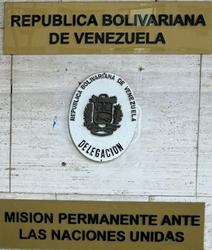 REPUBLICA BOLIVARIANA
DE VENEZUELA
REPUBLICA BOLIVARIANA DE VENEZUELA
DELEGACION
MISION PERMANENTE ANTE
LAS NACIONES UNIDAS